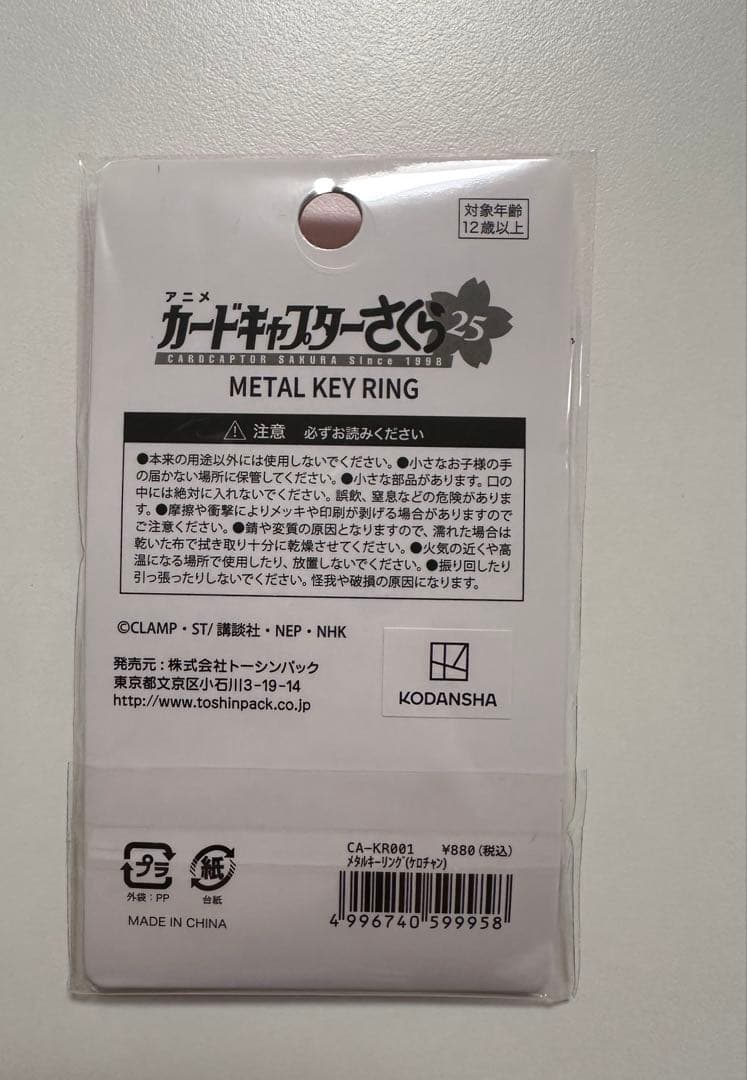 対象年齢
12歳以上
アニメ
カードキャプターさくら 25
CARDCAPTOR SAKURA Since 1998
METAL KEY RING
⚠ 注意 必ずお読みください
●本来の用途以外には使用しないでください。●小さなお子様の手
の届かない場所に保管してください。●小さな部品があります。口の
中には絶対に入れないでください。誤飲、窒息などの危険がありま
す。●摩擦や衝撃によりメッキや印刷が剥げる場合がありますので
ご注意ください。●錆や変質の原因となりますので、濡れた場合は
乾いた布で拭き取り十分に乾燥させてください。●火気の近くや高
温になる場所で使用したり、放置しないでください。●振り回したり
引っ張ったりしないでください。怪我や破損の原因になります。
©CLAMP・ST/講談社・NEP・NHK
発売元：株式会社トーシンパック
東京都文京区小石川3-19-14
http://www.toshinpack.co.jp
KODANSHA
プラ
外袋：PP
紙
台紙
MADE IN CHINA
CA-KR001 ¥880(税込)
ﾒﾀﾙｷｰﾘﾝｸﾞ(ｹﾛﾁｬﾝ)
4 996740 599958